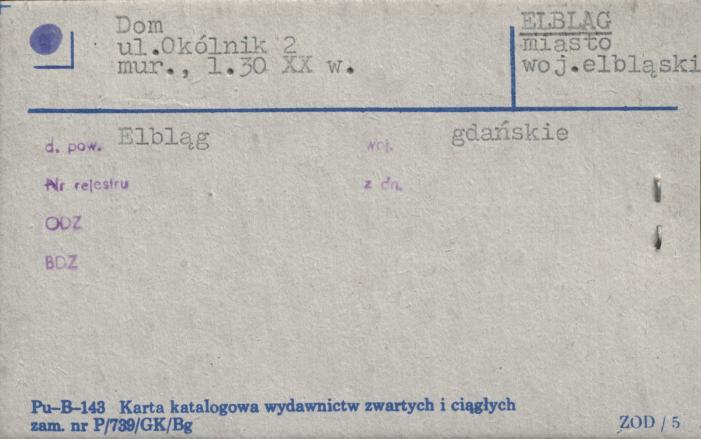 Dom
ul.Okólnik 2
mur., l.30 XX w.
ELBLĄG
miasto
woj.elbląski
d. pow. Elbląg woj. gdańskie
Nr rejestru z dn.
ODZ
BDZ
Pu–B–143 Karta katalogowa wydawnictw zwartych i ciągłych
zam. nr P/739/GK/Bg
ZOD / 5